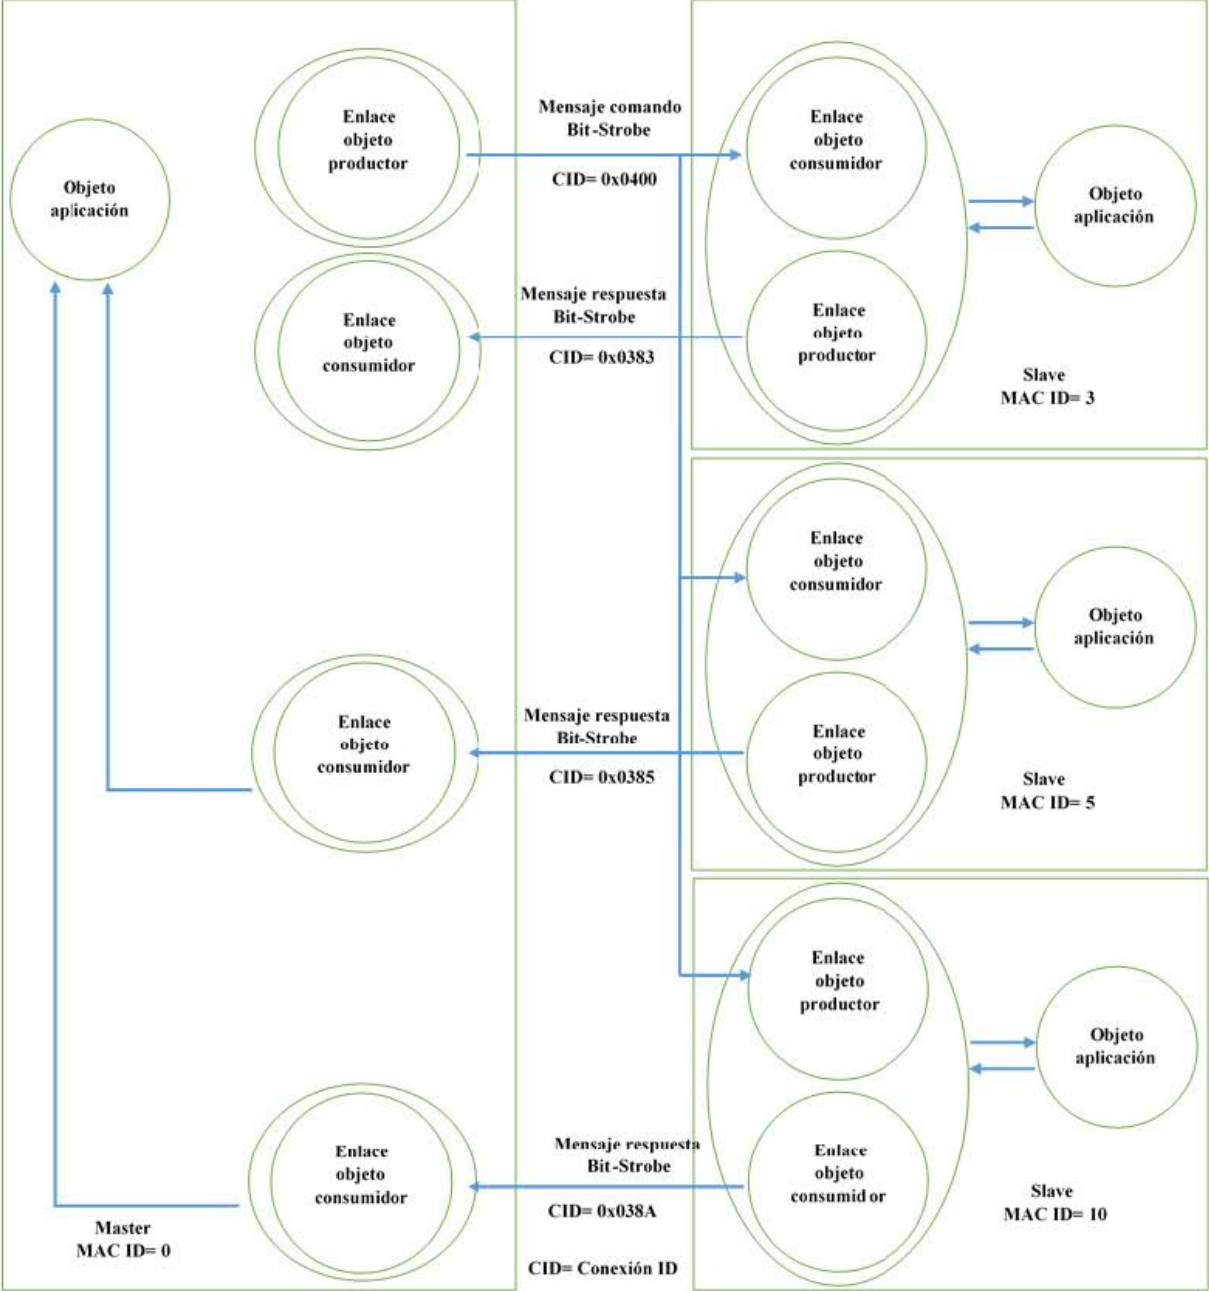 Objeto
aplicación
Enlace
objeto
productor
Mensaje comando
Bit-Strobe
CID= 0x0400
Enlace
objeto
consumidor
Objeto
aplicación
Enlace
objeto
consumidor
Mensaje respuesta
Bit-Strobe
CID= 0x0383
Enlace
objeto
productor
Slave
MAC ID= 3
Enlace
objeto
consumidor
Objeto
aplicación
Enlace
objeto
consumidor
Mensaje respuesta
Bit-Strobe
CID= 0x0385
Enlace
objeto
productor
Slave
MAC ID= 5
Enlace
objeto
productor
Objeto
aplicación
Enlace
objeto
consumidor
Mensaje respuesta
Bit-Strobe
CID= 0x038A
Enlace
objeto
consumidor
Slave
MAC ID= 10
Master
MAC ID= 0
CID= Conexión ID